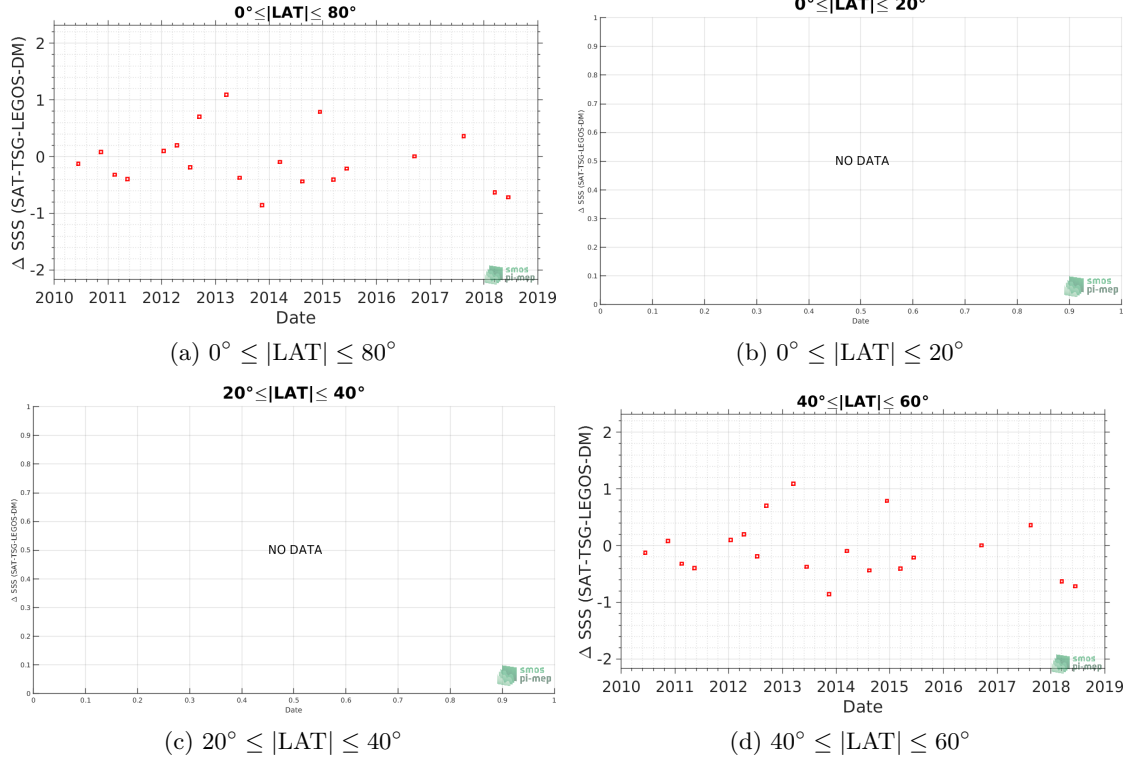 0°≤|LAT|≤ 80°
Δ SSS (SAT-TSG-LEGOS-DM)
2
1
0
-1
-2
2010 2011 2012 2013 2014 2015 2016 2017 2018 2019
Date
smos
pi-mep
(a) 0° ≤ |LAT| ≤ 80°
0°≤|LAT|≤ 20°
Δ SSS (SAT-TSG-LEGOS-DM)
1
0.9
0.8
0.7
0.6
0.5
0.4
0.3
0.2
0.1
0
NO DATA
0 0.1 0.2 0.3 0.4 0.5 0.6 0.7 0.8 0.9 1
Date
smos
pi-mep
(b) 0° ≤ |LAT| ≤ 20°
20°≤|LAT|≤ 40°
Δ SSS (SAT-TSG-LEGOS-DM)
1
0.9
0.8
0.7
0.6
0.5
0.4
0.3
0.2
0.1
0
NO DATA
0 0.1 0.2 0.3 0.4 0.5 0.6 0.7 0.8 0.9 1
Date
smos
pi-mep
(c) 20° ≤ |LAT| ≤ 40°
40°≤|LAT|≤ 60°
Δ SSS (SAT-TSG-LEGOS-DM)
2
1
0
-1
-2
2010 2011 2012 2013 2014 2015 2016 2017 2018 2019
Date
smos
pi-mep
(d) 40° ≤ |LAT| ≤ 60°